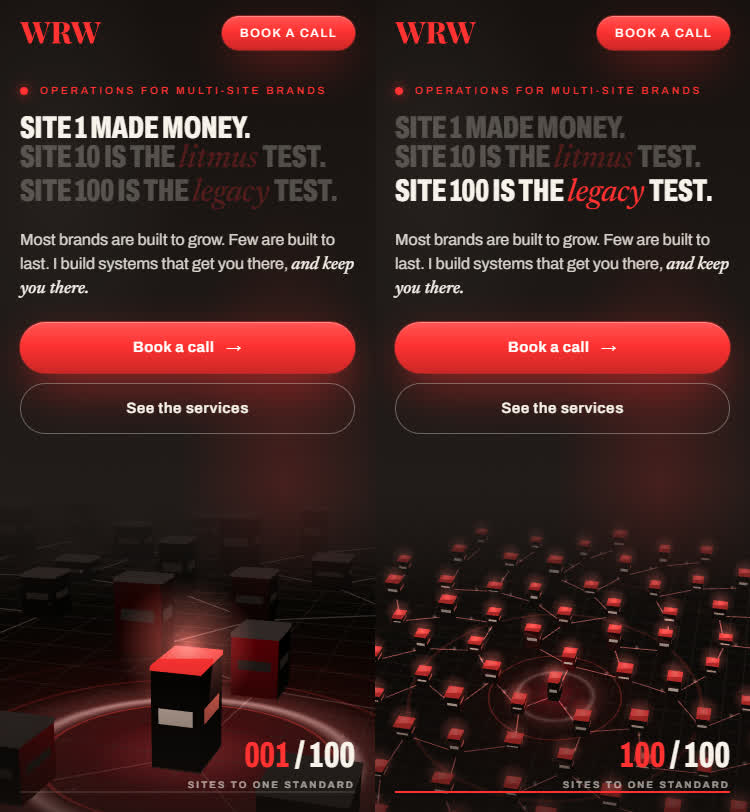 WRW
BOOK A CALL
OPERATIONS FOR MULTI-SITE BRANDS
SITE 1 MADE MONEY.
SITE 10 IS THE litmus TEST.
SITE 100 IS THE legacy TEST.
Most brands are built to grow. Few are built to
last. I build systems that get you there, and keep
you there.
Book a call →
See the services
001 / 100
SITES TO ONE STANDARD
WRW
BOOK A CALL
OPERATIONS FOR MULTI-SITE BRANDS
SITE 1 MADE MONEY.
SITE 10 IS THE litmus TEST.
SITE 100 IS THE legacy TEST.
Most brands are built to grow. Few are built to
last. I build systems that get you there, and keep
you there.
Book a call →
See the services
100 / 100
SITES TO ONE STANDARD